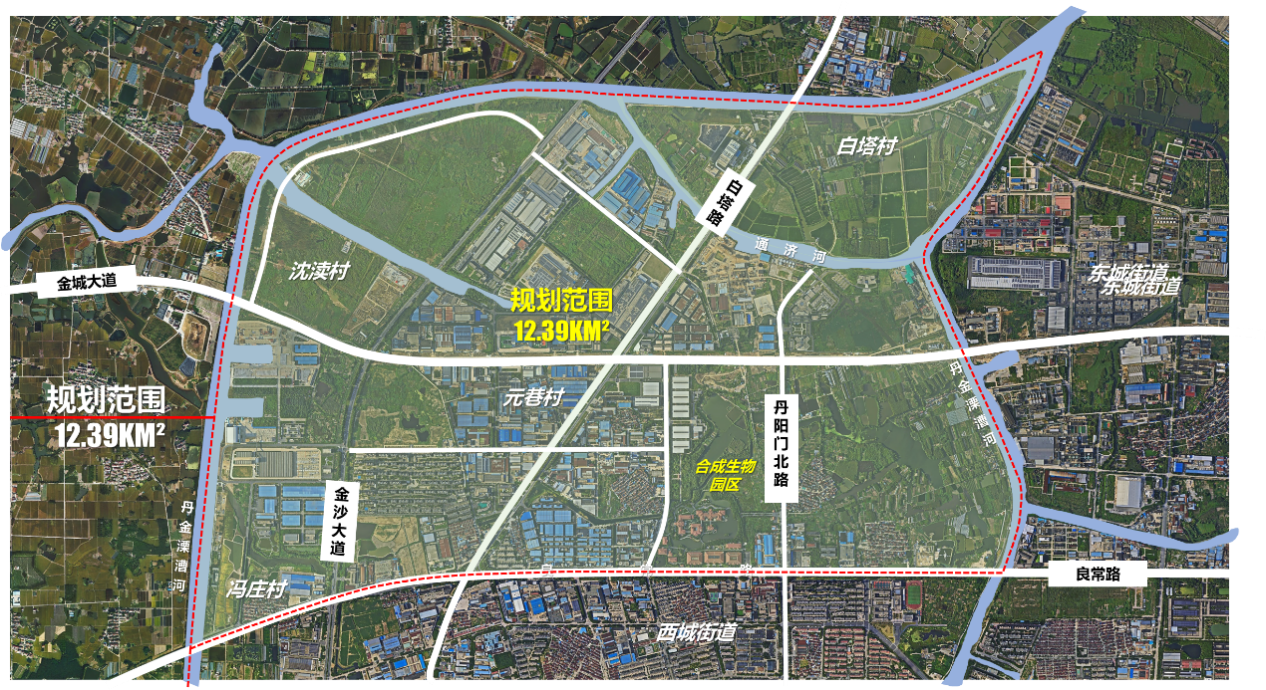 白塔村
白塔路
通济河
沈渎村
东城街道
东城街道
金城大道
规划范围
12.39KM²
规划范围
12.39KM²
元巷村
丹金溧漕河
丹阳门北路
合成生物
园区
金沙大道
丹金溧漕河
冯庄村
良常路
西城街道